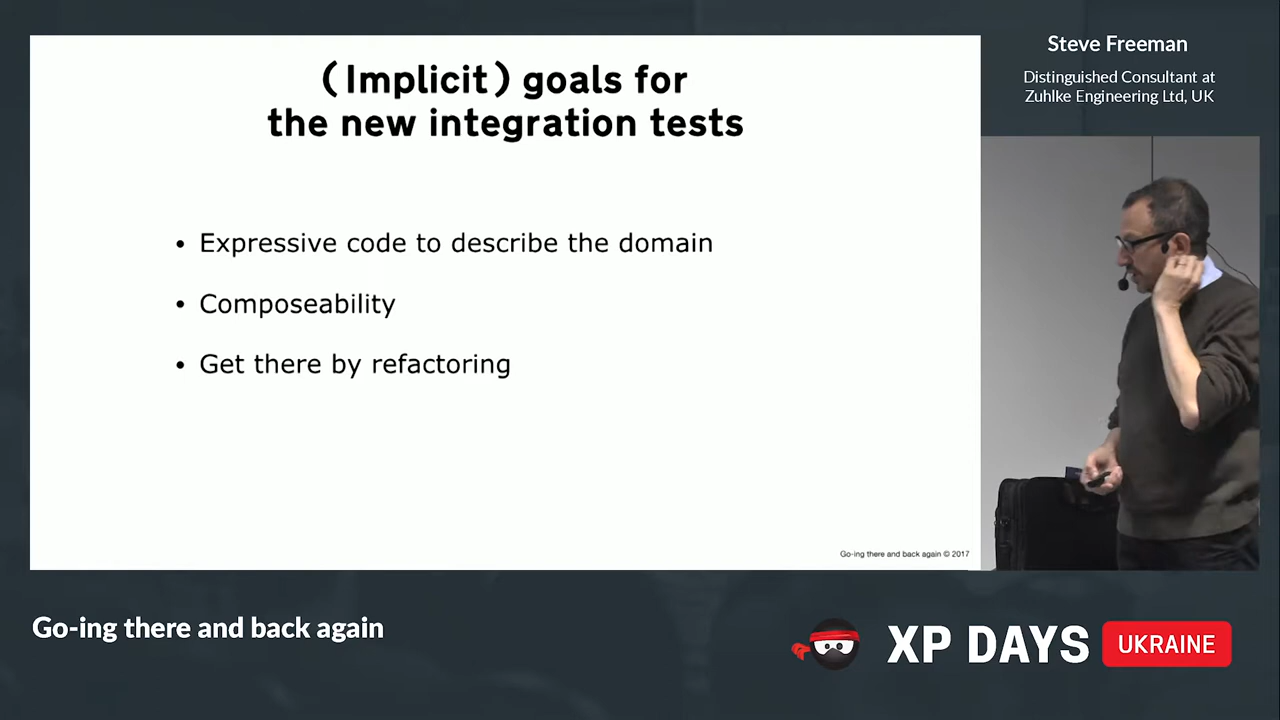 Steve Freeman
Distinguished Consultant at
Zuhlke Engineering Ltd, UK
(Implicit) goals for
the new integration tests
• Expressive code to describe the domain
• Composeability
• Get there by refactoring
Go-ing there and back again © 2017
Go-ing there and back again
XP DAYS UKRAINE